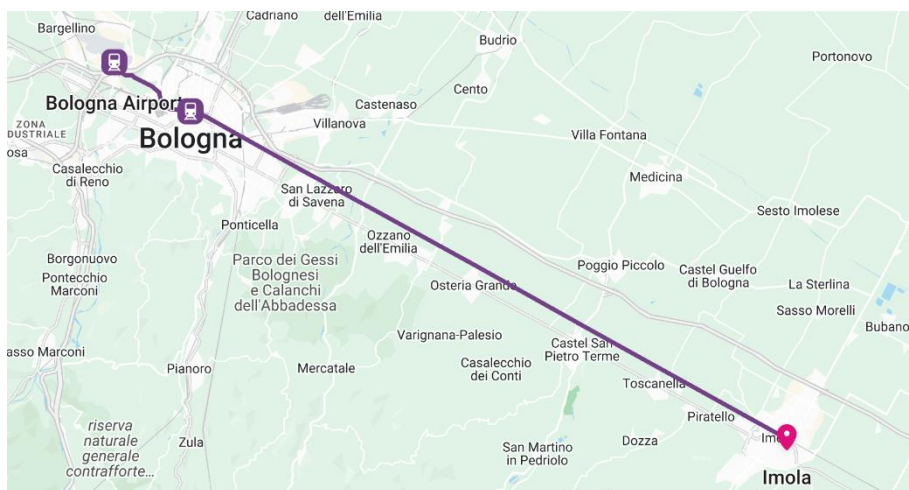 Bargellino
Cadriano
dell'Emilia
Budrio
Portonovo
Cento
Bologna Airport
Castenaso
ZONA
DUSTRIALE
Villanova
Bologna
Villa Fontana
osa
Casalecchio
di Reno
Medicina
San Lazzaro
di Savena
Sesto Imolese
Ponticella
Ozzano
dell'Emilia
Borgonuovo
Parco dei Gessi
Bolognesi
e Calanchi
dell'Abbadessa
Poggio Piccolo
Castel Guelfo
di Bologna
Pontecchio
Marconi
Osteria Grande
La Sterlina
Sasso Morelli
Bubano
Varignana-Palesio
Castel San
Pietro Terme
asso Marconi
Pianoro
Mercatale
Casalecchio
dei Conti
Toscanella
Piratello
riserva
naturale
generale
contrafforte...
Zula
San Martino
in Pedriolo
Dozza
Imola
Imola